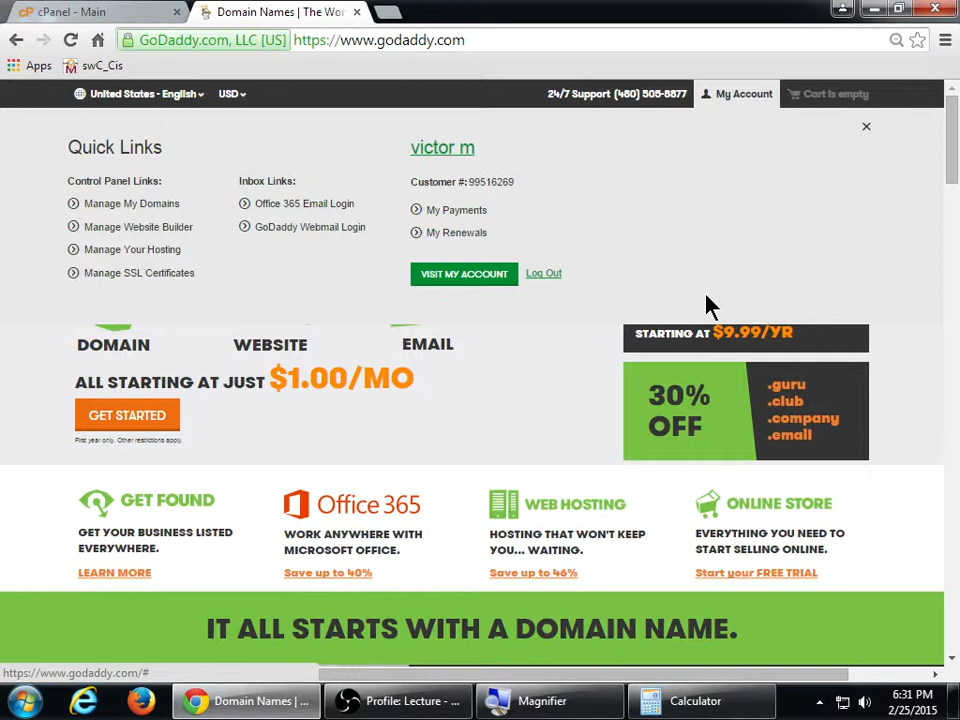 cPanel - Main
Domain Names | The Wor
GoDaddy.com, LLC [US]
https://www.godaddy.com
Apps
swC_Cis
United States - English
USD
24/7 Support (480) 505-8877
My Account
Cart is empty
Quick Links
victor m
Control Panel Links:
Inbox Links:
Customer #: 99516269
Manage My Domains
Office 365 Email Login
My Payments
Manage Website Builder
GoDaddy Webmail Login
My Renewals
Manage Your Hosting
Manage SSL Certificates
VISIT MY ACCOUNT
Log Out
STARTING AT $9.99/YR
DOMAIN
WEBSITE
EMAIL
ALL STARTING AT JUST $1.00/MO
GET STARTED
First year only. Other restrictions apply.
30%
OFF
.guru
.club
.company
.email
GET FOUND
Office 365
WEB HOSTING
ONLINE STORE
GET YOUR BUSINESS LISTED
EVERYWHERE.
WORK ANYWHERE WITH
MICROSOFT OFFICE.
HOSTING THAT WON'T KEEP
YOU... WAITING.
EVERYTHING YOU NEED TO
START SELLING ONLINE.
LEARN MORE
Save up to 40%
Save up to 46%
Start your FREE TRIAL
IT ALL STARTS WITH A DOMAIN NAME.
https://www.godaddy.com/#
Domain Names | ...
Profile: Lecture - ...
Magnifier
Calculator
6:31 PM
2/25/2015